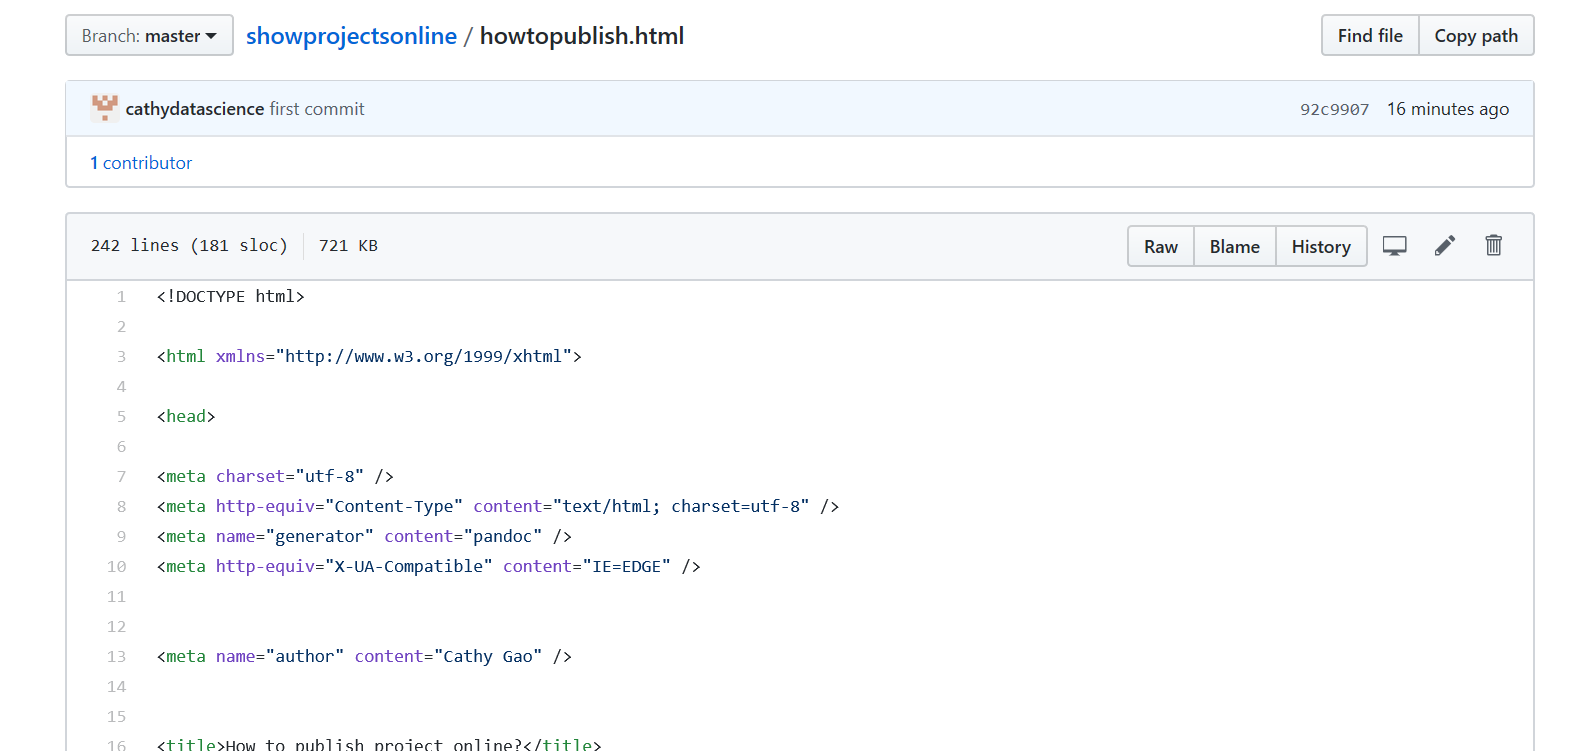 Branch: master showprojectsonline / howtopublish.html Find file Copy path
cathydatascience first commit 92c9907 16 minutes ago
1 contributor
242 lines (181 sloc) 721 KB Raw Blame History
1 <!DOCTYPE html>
2
3 <html xmlns="http://www.w3.org/1999/xhtml">
4
5 <head>
6
7 <meta charset="utf-8" />
8 <meta http-equiv="Content-Type" content="text/html; charset=utf-8" />
9 <meta name="generator" content="pandoc" />
10 <meta http-equiv="X-UA-Compatible" content="IE=EDGE" />
11
12
13 <meta name="author" content="Cathy Gao" />
14
15
16 <title>How to publish project online?</title>